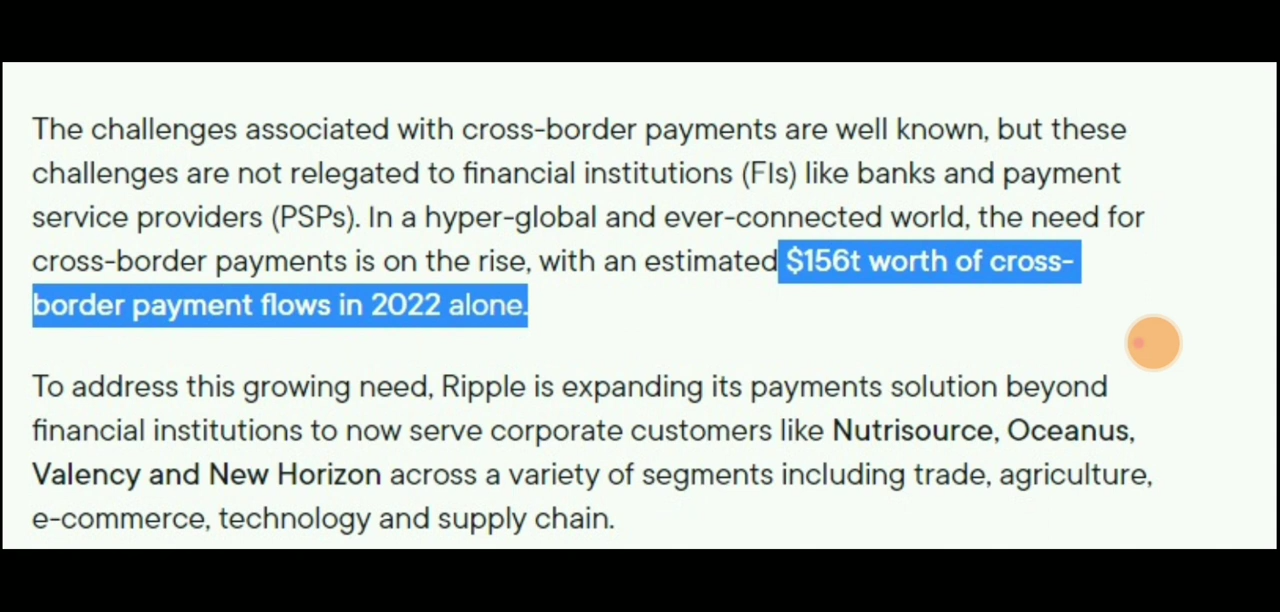 The challenges associated with cross-border payments are well known, but these
challenges are not relegated to financial institutions (FIs) like banks and payment
service providers (PSPs). In a hyper-global and ever-connected world, the need for
cross-border payments is on the rise, with an estimated $156t worth of cross-
border payment flows in 2022 alone.
To address this growing need, Ripple is expanding its payments solution beyond
financial institutions to now serve corporate customers like Nutrisource, Oceanus,
Valency and New Horizon across a variety of segments including trade, agriculture,
e-commerce, technology and supply chain.